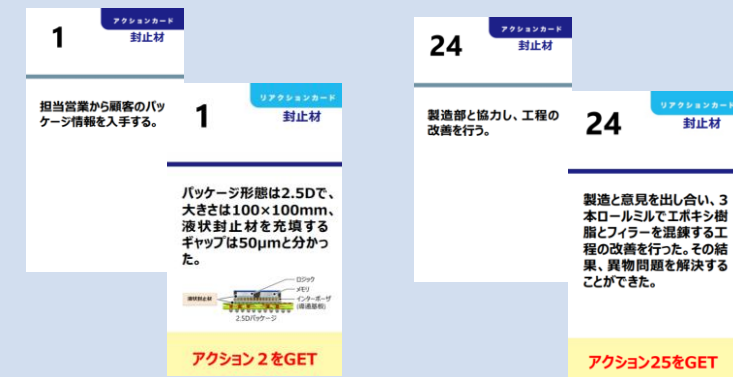 アクションカード
1
封止材
担当営業から顧客のパッ
ケージ情報を入手する。
リアクションカード
1
封止材
パッケージ形態は2.5Dで、
大きさは100×100mm、
液状封止材を充填する
ギャップは50μmと分かっ
た。
ロジック
メモリ
液状封止材
インターポーザ
(導通基板)
2.5Dパッケージ
アクション2をGET
アクションカード
24
封止材
製造部と協力し、工程の
改善を行う。
リアクションカード
24
封止材
製造と意見を出し合い、3
本ロールミルでエポキシ樹
脂とフィラーを混錬する工
程の改善を行った。その結
果、異物問題を解決する
ことができた。
アクション25をGET